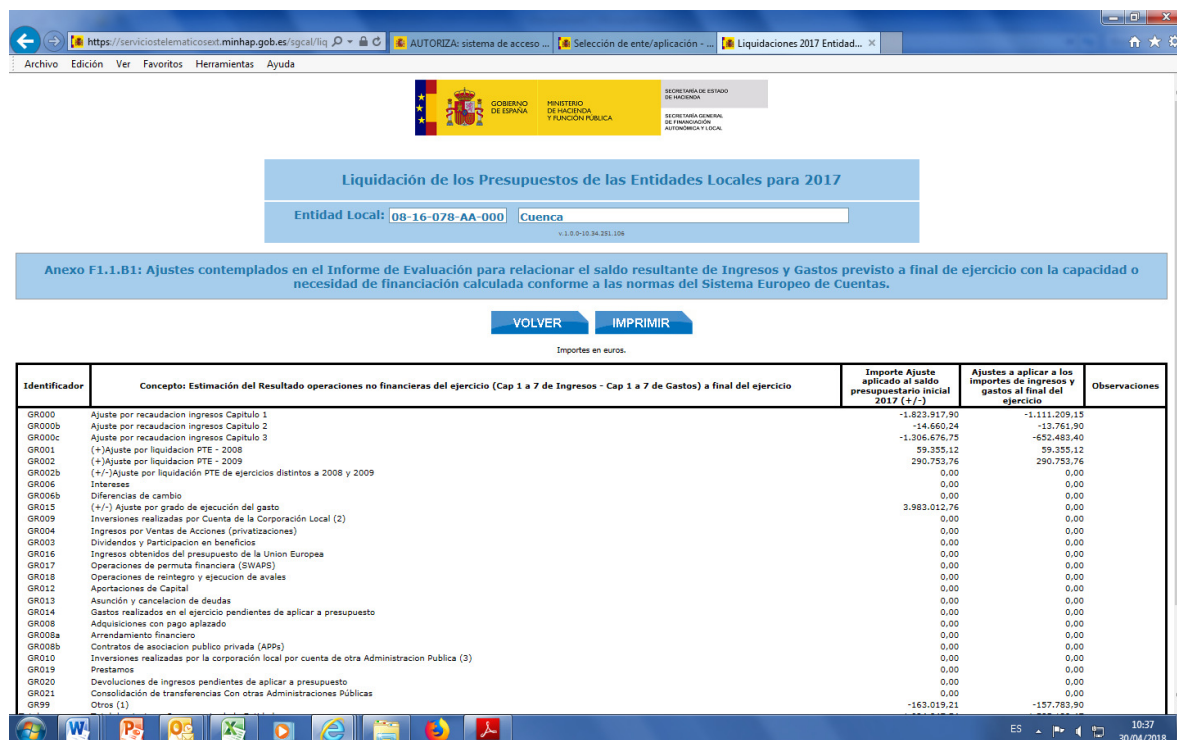 https://serviciostelematicosext.minhap.gob.es/sgcal/liq
AUTORIZA: sistema de acceso ...
Selección de ente/aplicación - ...
Liquidaciones 2017 Entidad...
Archivo Edición Ver Favoritos Herramientas Ayuda
GOBIERNO DE ESPAÑA
MINISTERIO DE HACIENDA Y FUNCIÓN PÚBLICA
SECRETARÍA DE ESTADO DE HACIENDA
SECRETARÍA GENERAL DE FINANCIACIÓN AUTONÓMICA Y LOCAL
Liquidación de los Presupuestos de las Entidades Locales para 2017
Entidad Local: 08-16-078-AA-000 Cuenca
v.1.0.0-10.34.251.106
Anexo F1.1.B1: Ajustes contemplados en el Informe de Evaluación para relacionar el saldo resultante de Ingresos y Gastos previsto a final de ejercicio con la capacidad o
necesidad de financiación calculada conforme a las normas del Sistema Europeo de Cuentas.
VOLVER IMPRIMIR
Importes en euros.
Identificador Concepto: Estimación del Resultado operaciones no financieras del ejercicio (Cap 1 a 7 de Ingresos - Cap 1 a 7 de Gastos) a final del ejercicio Importe Ajuste aplicado al saldo presupuestario inicial 2017 (+/-) Ajustes a aplicar a los importes de ingresos y gastos al final del ejercicio Observaciones
GR000 Ajuste por recaudacion ingresos Capitulo 1 -1.823.917,90 -1.111.209,15
GR000b Ajuste por recaudacion ingresos Capitulo 2 -14.660,24 -13.761,90
GR000c Ajuste por recaudacion ingresos Capitulo 3 -1.306.676,75 -652.483,40
GR001 (+)Ajuste por liquidacion PTE - 2008 59.355,12 59.355,12
GR002 (+)Ajuste por liquidacion PTE - 2009 290.753,76 290.753,76
GR002b (+/-)Ajuste por liquidación PTE de ejercicios distintos a 2008 y 2009 0,00 0,00
GR006 Intereses 0,00 0,00
GR006b Diferencias de cambio 0,00 0,00
GR015 (+/-) Ajuste por grado de ejecución del gasto 3.983.012,76 0,00
GR009 Inversiones realizadas por Cuenta de la Corporación Local (2) 0,00 0,00
GR004 Ingresos por Ventas de Acciones (privatizaciones) 0,00 0,00
GR003 Dividendos y Participacion en beneficios 0,00 0,00
GR016 Ingresos obtenidos del presupuesto de la Union Europea 0,00 0,00
GR017 Operaciones de permuta financiera (SWAPS) 0,00 0,00
GR018 Operaciones de reintegro y ejecucion de avales 0,00 0,00
GR012 Aportaciones de Capital 0,00 0,00
GR013 Asunción y cancelacion de deudas 0,00 0,00
GR014 Gastos realizados en el ejercicio pendientes de aplicar a presupuesto 0,00 0,00
GR008 Adquisiciones con pago aplazado 0,00 0,00
GR008a Arrendamiento financiero 0,00 0,00
GR008b Contratos de asociacion publico privada (APPs) 0,00 0,00
GR010 Inversiones realizadas por la corporación local por cuenta de otra Administracion Publica (3) 0,00 0,00
GR019 Prestamos 0,00 0,00
GR020 Devoluciones de ingresos pendientes de aplicar a presupuesto 0,00 0,00
GR021 Consolidación de transferencias Con otras Administraciones Públicas 0,00 0,00
GR99 Otros (1) -163.019,21 -157.783,90
ES 10:37
30/04/2018